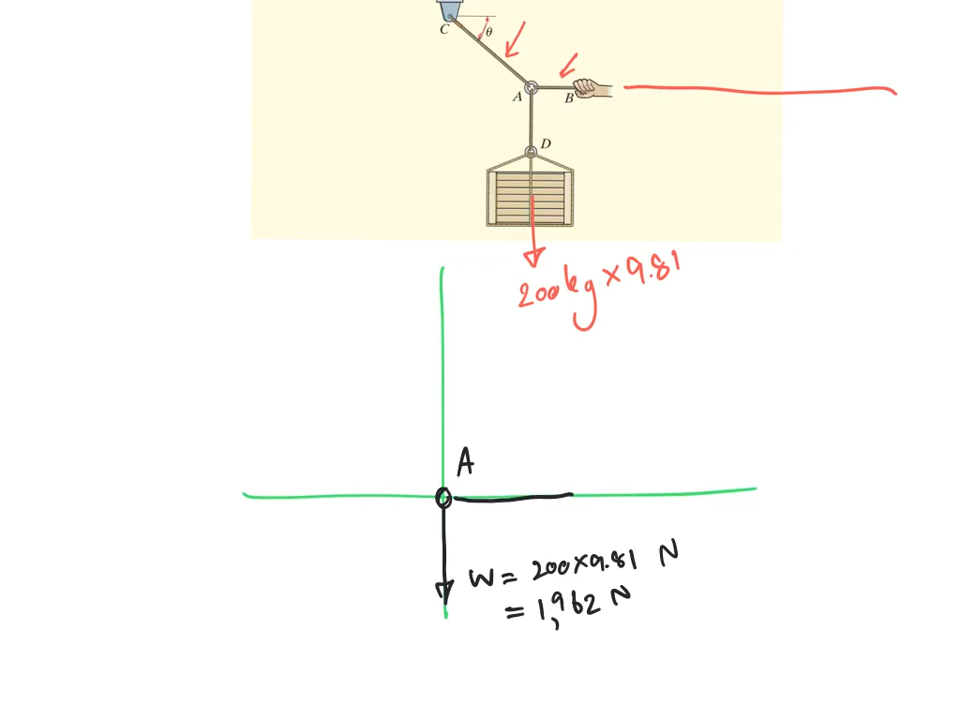 C
θ
A
B
D
200kg×9.81
A
W = 200×9.81 N
= 1,962 N